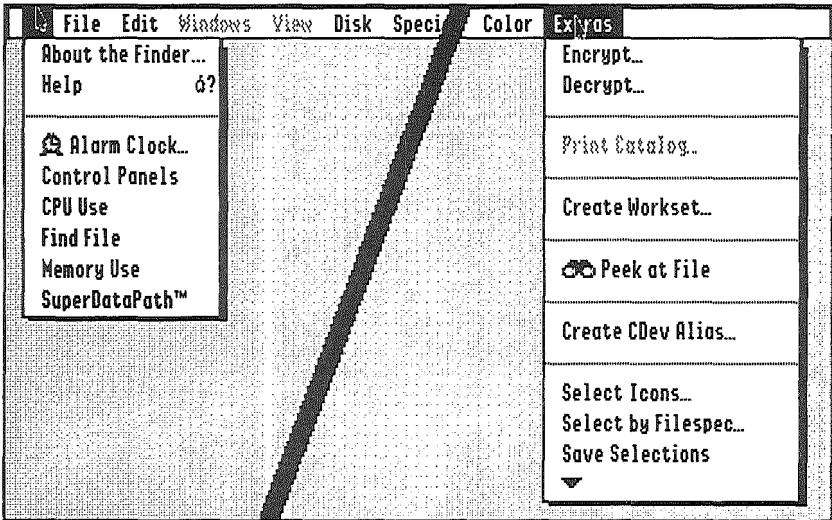 File Edit Windows View Disk Speci Color Extras
About the Finder...
Help ?
Alarm Clock...
Control Panels
CPU Use
Find File
Memory Use
SuperDataPath™
Encrypt...
Decrypt...
Print Catalog...
Create Workset...
Peek at File
Create CDev Alias...
Select Icons...
Select by Filespec...
Save Selections